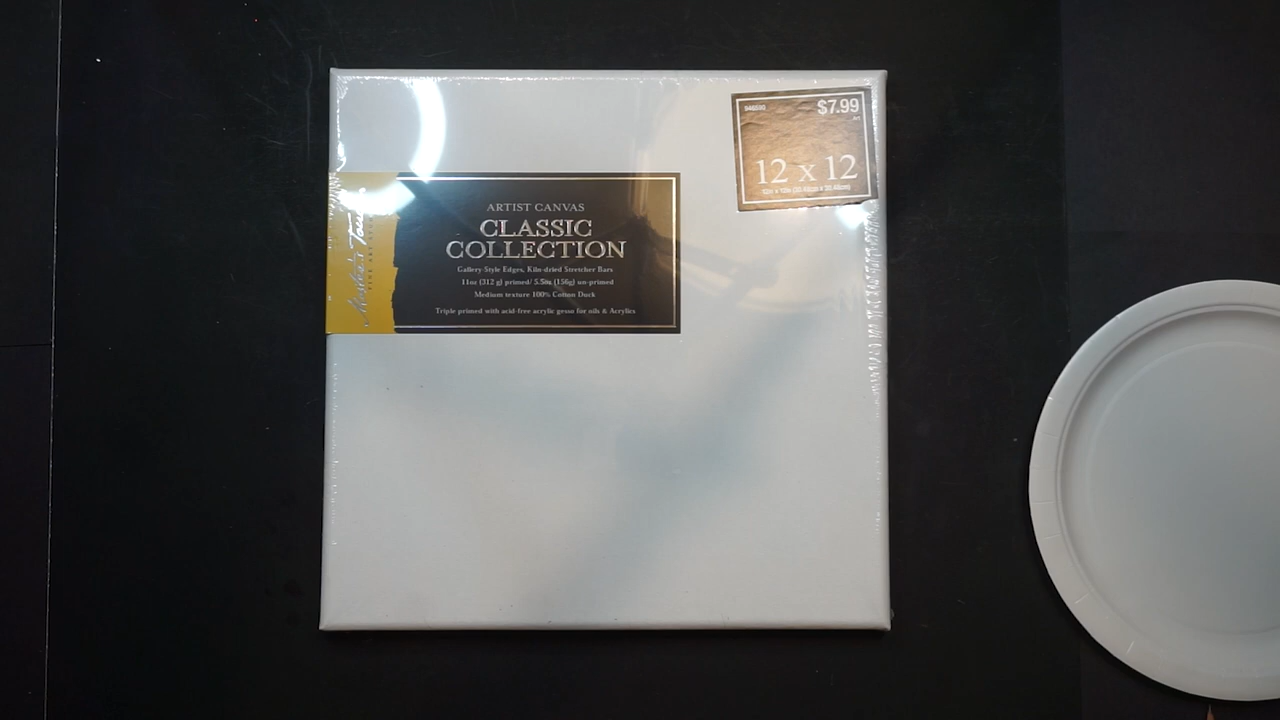 $7.99
12 x 12
ARTIST CANVAS
CLASSIC
COLLECTION
Gallery Style Edges, Kiln-dried Stretcher Bars
11oz (312 g) primed/ 5.5oz (156g) un-primed
Medium texture 100% Cotton Duck
Triple primed with acid-free acrylic gesso for oils & Acrylics